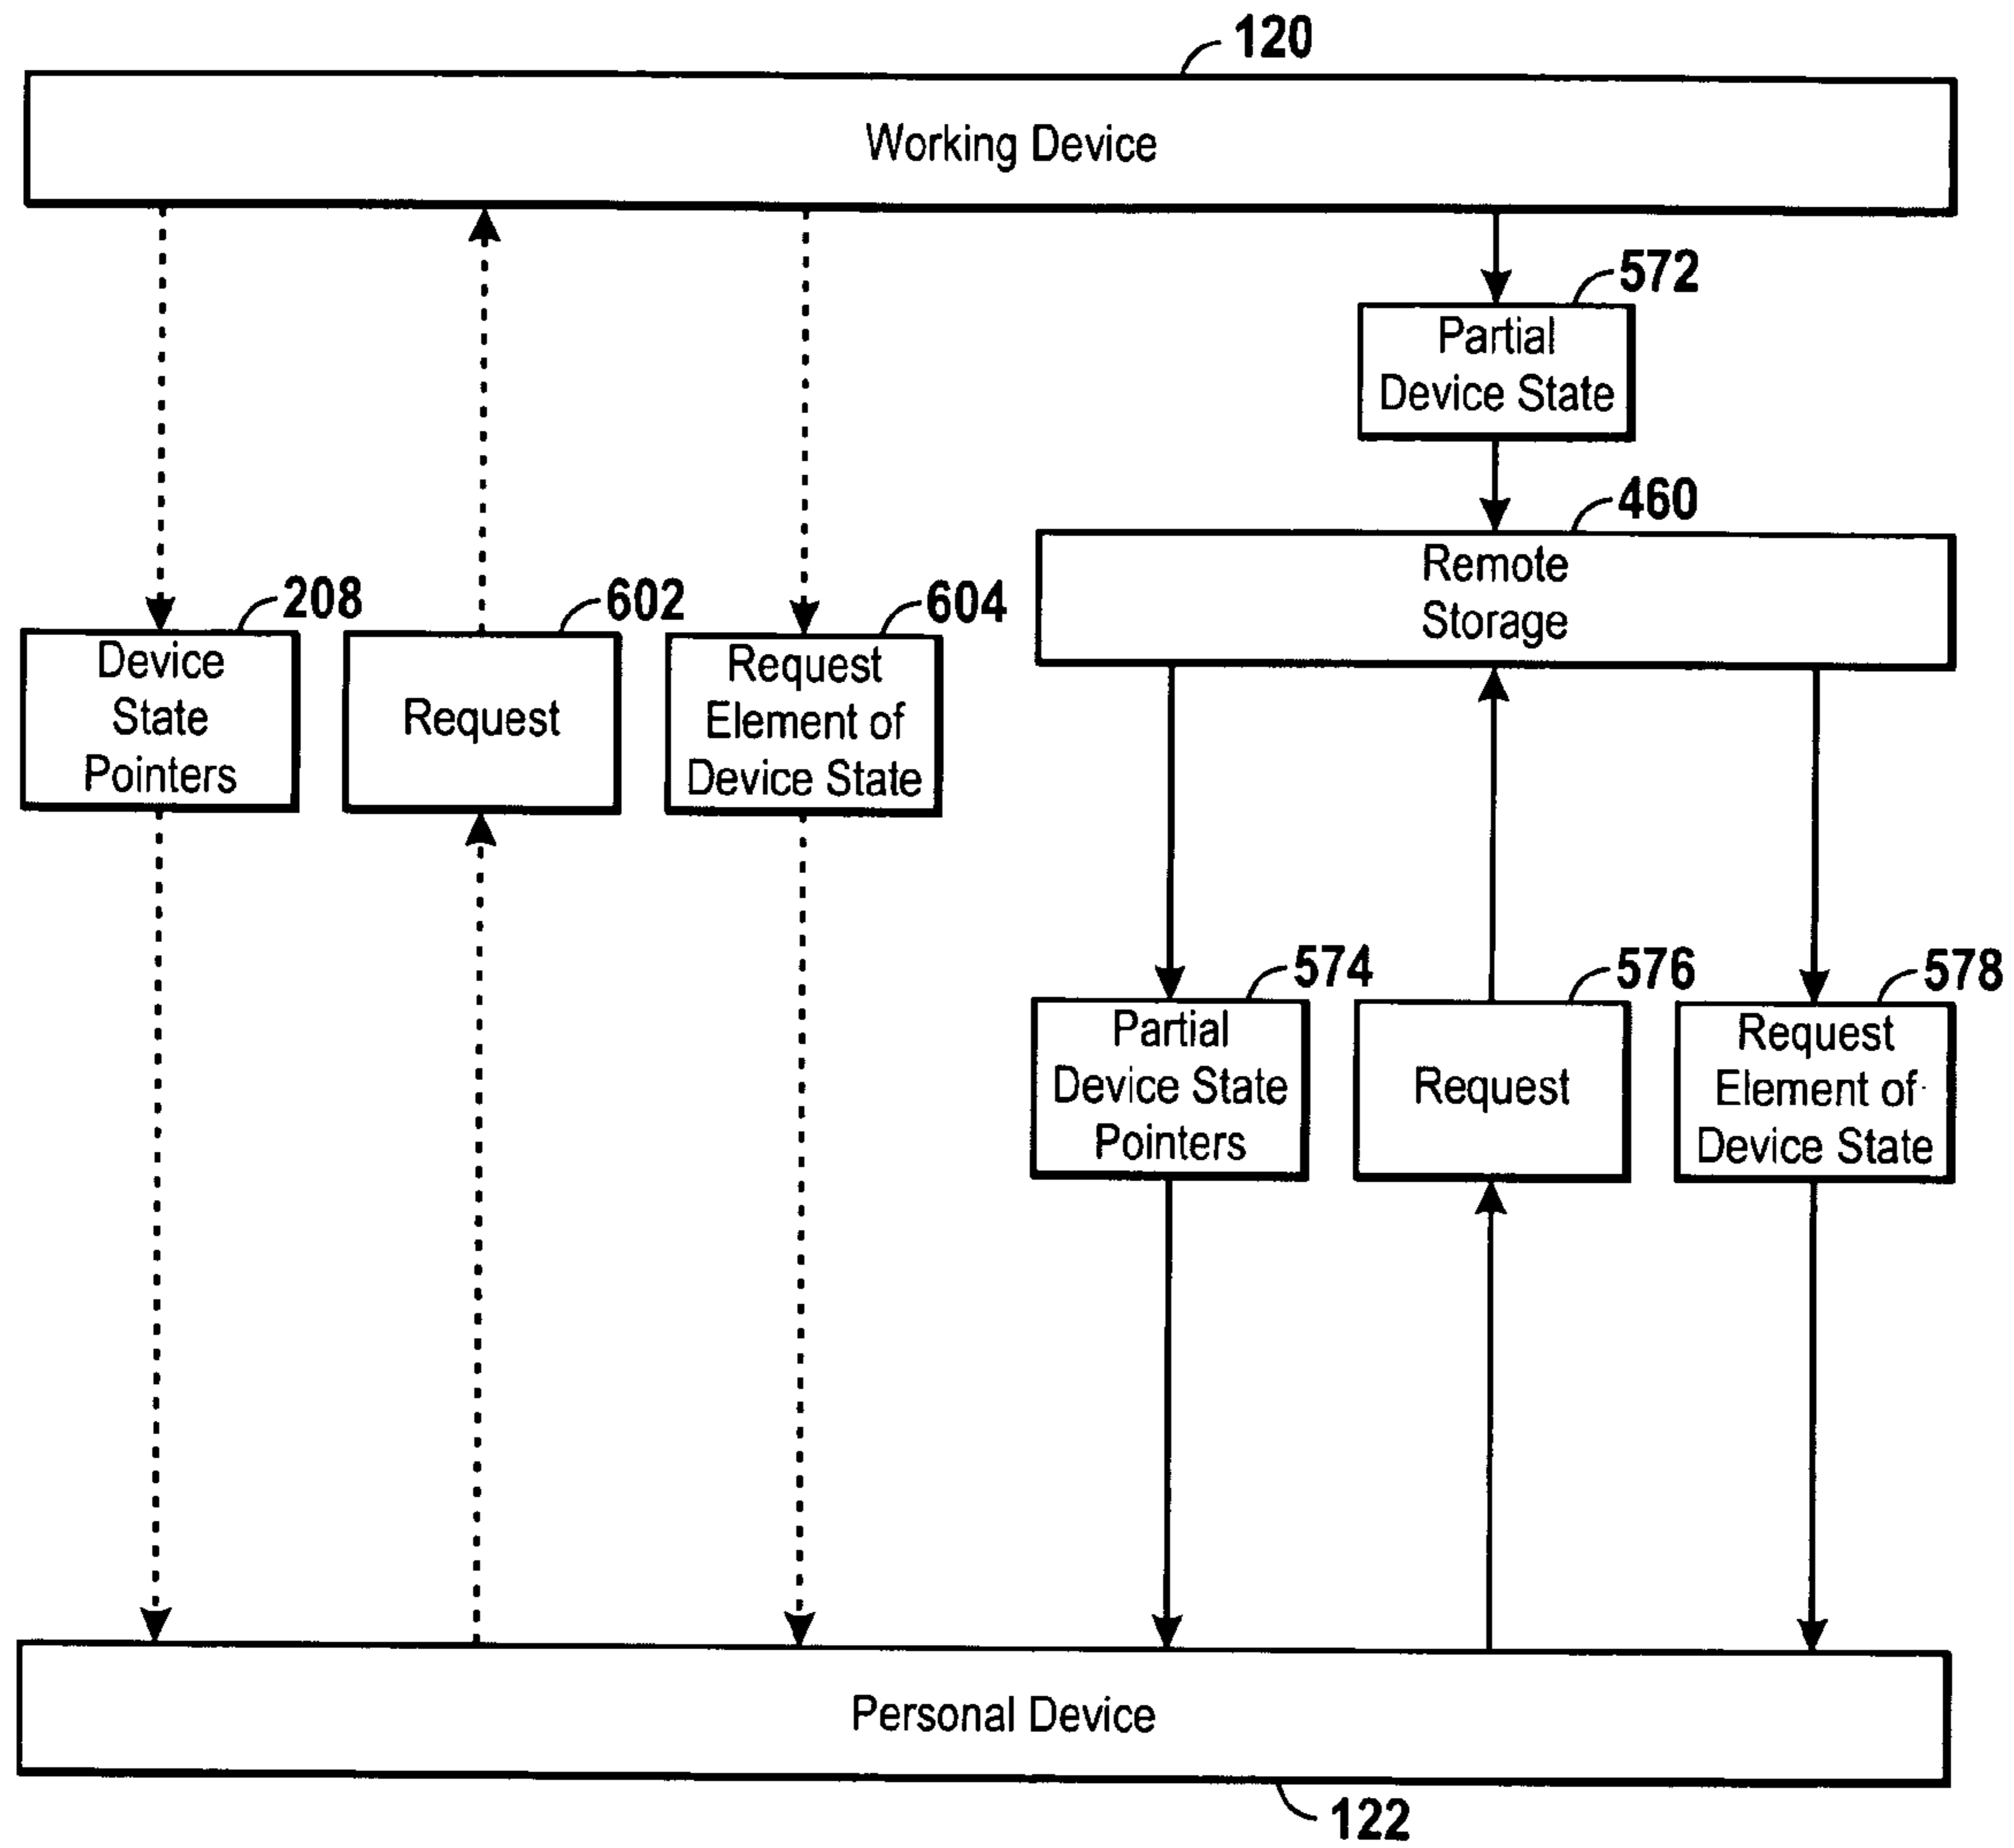 120
Working Device
572
Partial
Device State
460
Remote
Storage
208
Device
State
Pointers
602
Request
604
Request
Element of
Device State
574
Partial
Device State
Pointers
576
Request
578
Request
Element of
Device State
Personal Device
122